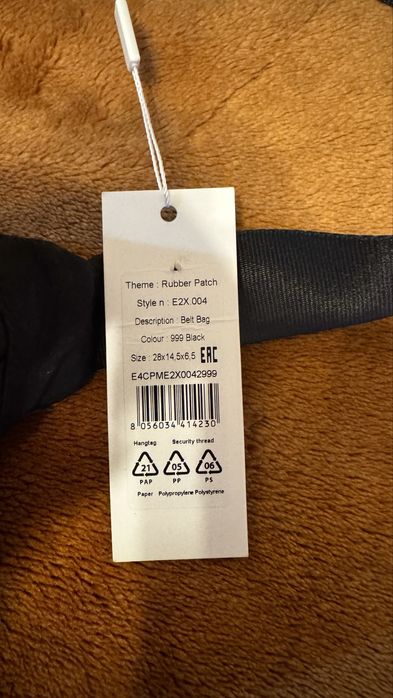 Theme : Rubber Patch
Style n : E2X.004
Description : Belt Bag
Colour : 999 Black
Size : 28x14,5x6,5 EAC
E4CPME2X0042999
8 056034 414230
Hangtag Security thread
21 05 06
PAP PP PS
Paper Polypropylene Polystyrene